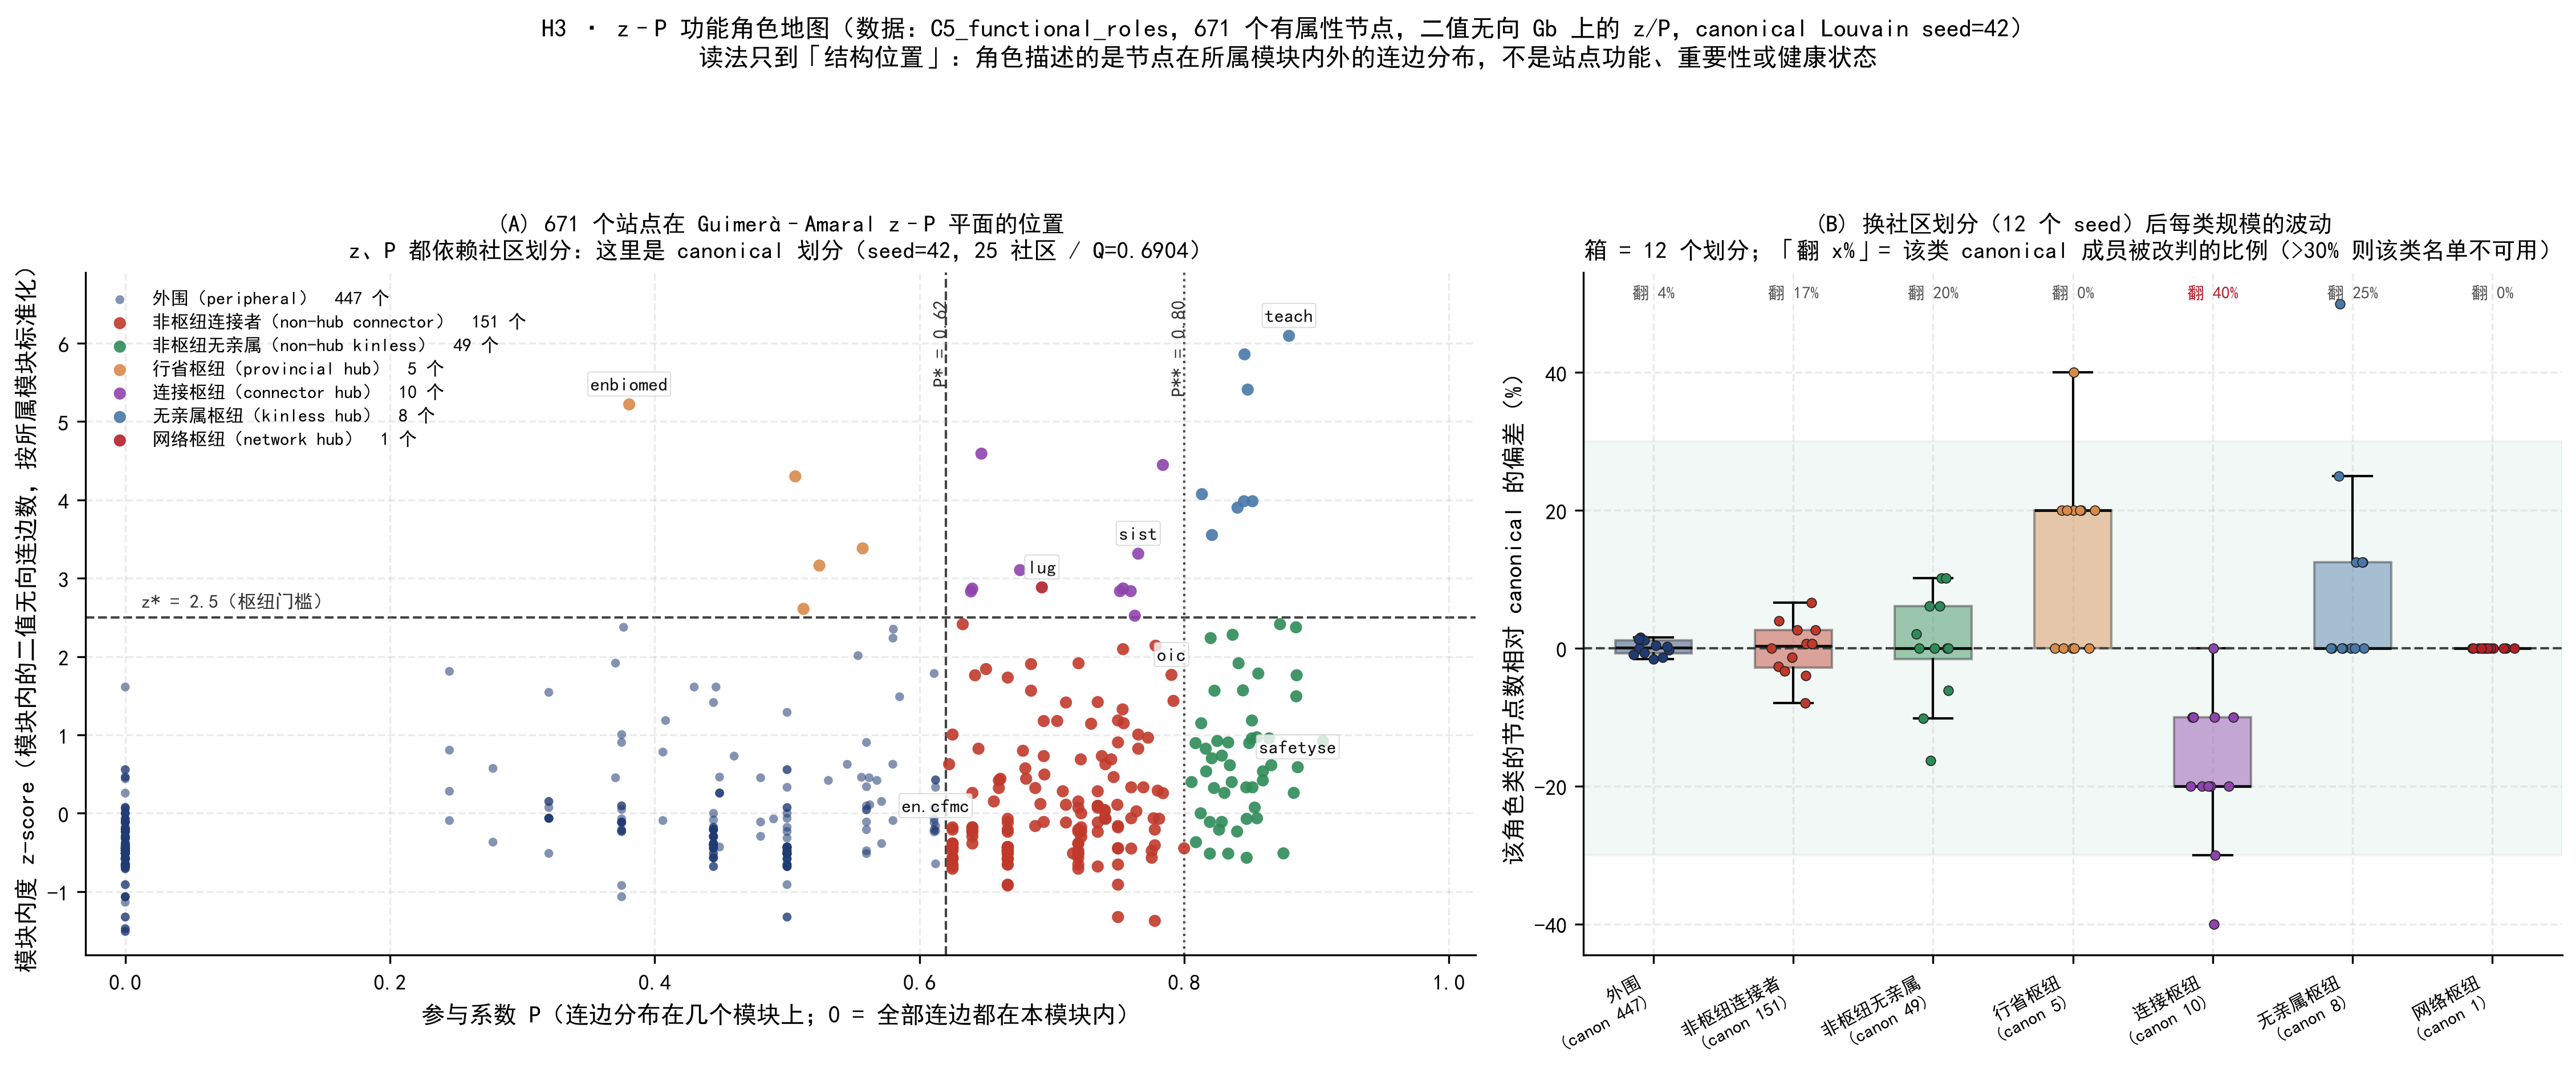 H3 · z–P 功能角色地图（数据：C5_functional_roles，671 个有属性节点，二值无向 Gb 上的 z/P，canonical Louvain seed=42）
读法只到「结构位置」：角色描述的是节点在所属模块内外的连边分布，不是站点功能、重要性或健康状态
(A) 671 个站点在 Guimerà–Amaral z–P 平面的位置
z、P 都依赖社区划分：这里是 canonical 划分（seed=42，25 社区 / Q=0.6904）
模块内度 z-score（模块内的二值无向连边数，按所属模块标准化）
6
5
4
3
2
1
0
−1
外围（peripheral） 447 个
非枢纽连接者（non-hub connector） 151 个
非枢纽无亲属（non-hub kinless） 49 个
行省枢纽（provincial hub） 5 个
连接枢纽（connector hub） 10 个
无亲属枢纽（kinless hub） 8 个
网络枢纽（network hub） 1 个
P* = 0.62
P** = 0.80
z* = 2.5（枢纽门槛）
teach
enbiomed
sist
lug
oic
safetyse
en.cfmc
0.0
0.2
0.4
0.6
0.8
1.0
参与系数 P（连边分布在几个模块上；0 = 全部连边都在本模块内）
(B) 换社区划分（12 个 seed）后每类规模的波动
箱 = 12 个划分；「翻 x%」= 该类 canonical 成员被改判的比例（>30% 则该类名单不可用）
该角色类的节点数相对 canonical 的偏差（%）
40
20
0
−20
−40
翻 4%
翻 17%
翻 20%
翻 0%
翻 40%
翻 25%
翻 0%
外围
(canon 447)
非枢纽连接者
(canon 151)
非枢纽无亲属
(canon 49)
行省枢纽
(canon 5)
连接枢纽
(canon 10)
无亲属枢纽
(canon 8)
网络枢纽
(canon 1)